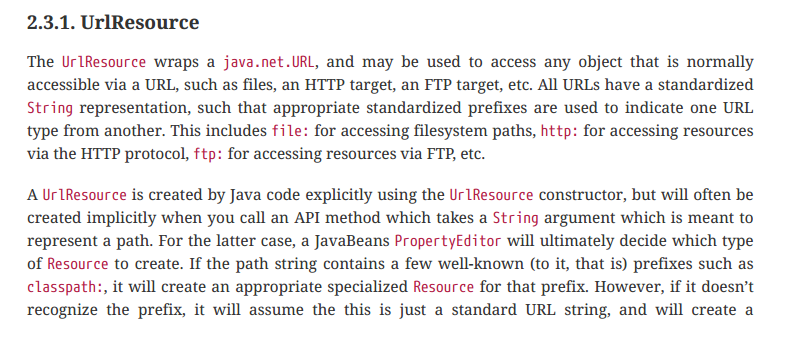 2.3.1. UrlResource
The UrlResource wraps a java.net.URL, and may be used to access any object that is normally
accessible via a URL, such as files, an HTTP target, an FTP target, etc. All URLs have a standardized
String representation, such that appropriate standardized prefixes are used to indicate one URL
type from another. This includes file: for accessing filesystem paths, http: for accessing resources
via the HTTP protocol, ftp: for accessing resources via FTP, etc.
A UrlResource is created by Java code explicitly using the UrlResource constructor, but will often be
created implicitly when you call an API method which takes a String argument which is meant to
represent a path. For the latter case, a JavaBeans PropertyEditor will ultimately decide which type
of Resource to create. If the path string contains a few well-known (to it, that is) prefixes such as
classpath:, it will create an appropriate specialized Resource for that prefix. However, if it doesn’t
recognize the prefix, it will assume the this is just a standard URL string, and will create a